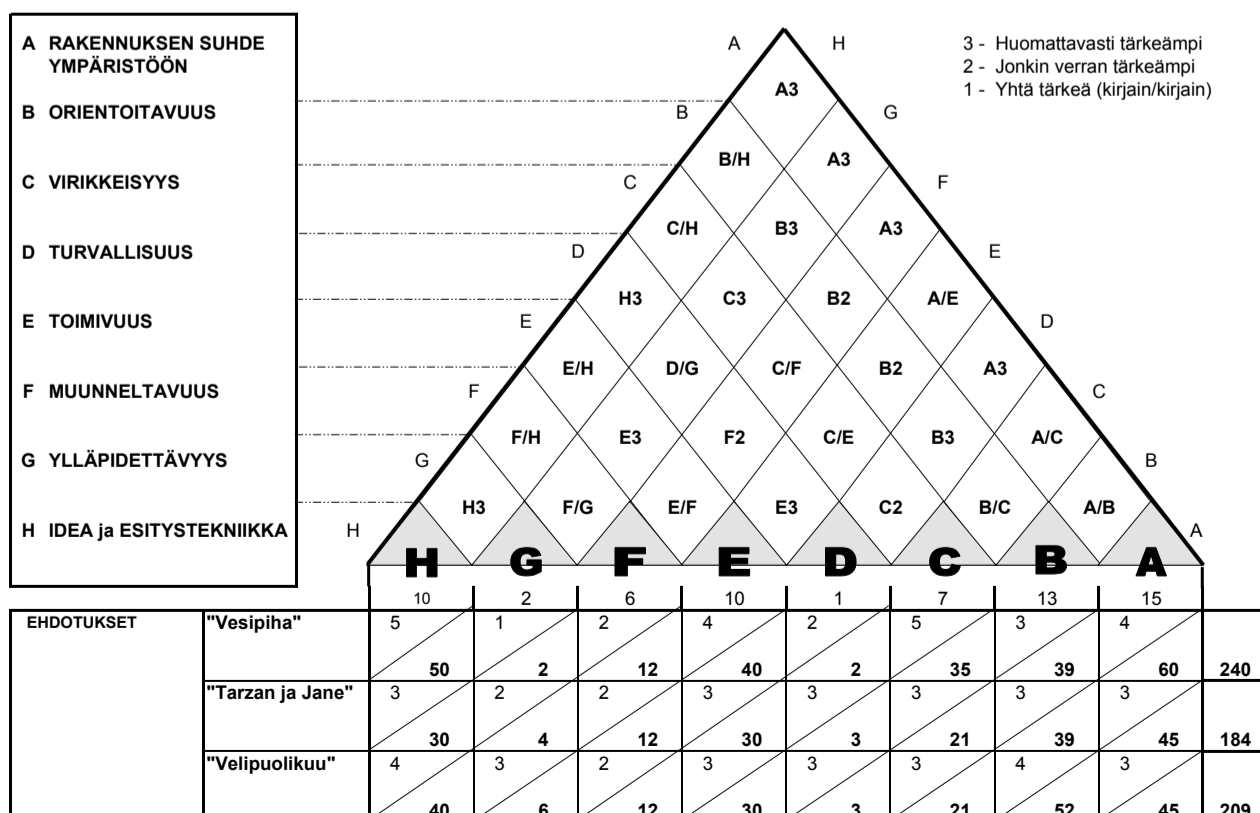 A RAKENNUKSEN SUHDE
YMPÄRISTÖÖN
B ORIENTOITAVUUS
C VIRIKKEISYYS
D TURVALLISUUS
E TOIMIVUUS
F MUUNNELTAVUUS
G YLLÄPIDETTÄVYYS
H IDEA ja ESITYSTEKNIIKKA
3 - Huomattavasti tärkeämpi
2 - Jonkin verran tärkeämpi
1 - Yhtä tärkeä (kirjain/kirjain)
A H
A3
B G
B/H A3
C F
C/H B3 A3
D E
H3 C3 B2 A/E
E D
E/H D/G C/F B2 A3
F C
F/H E3 F2 C/E B3 A/C
G B
H3 F/G E/F E3 C2 B/C A/B
H A
H G F E D C B A
10 2 6 10 1 7 13 15
EHDOTUKSET "Vesipiha" 5 1 2 4 2 5 3 4
50 2 12 40 2 35 39 60 240
"Tarzan ja Jane" 3 2 2 3 3 3 3 3
30 4 12 30 3 21 39 45 184
"Velipuolikuu" 4 3 2 3 3 3 4 3
40 6 12 30 3 21 52 45 209